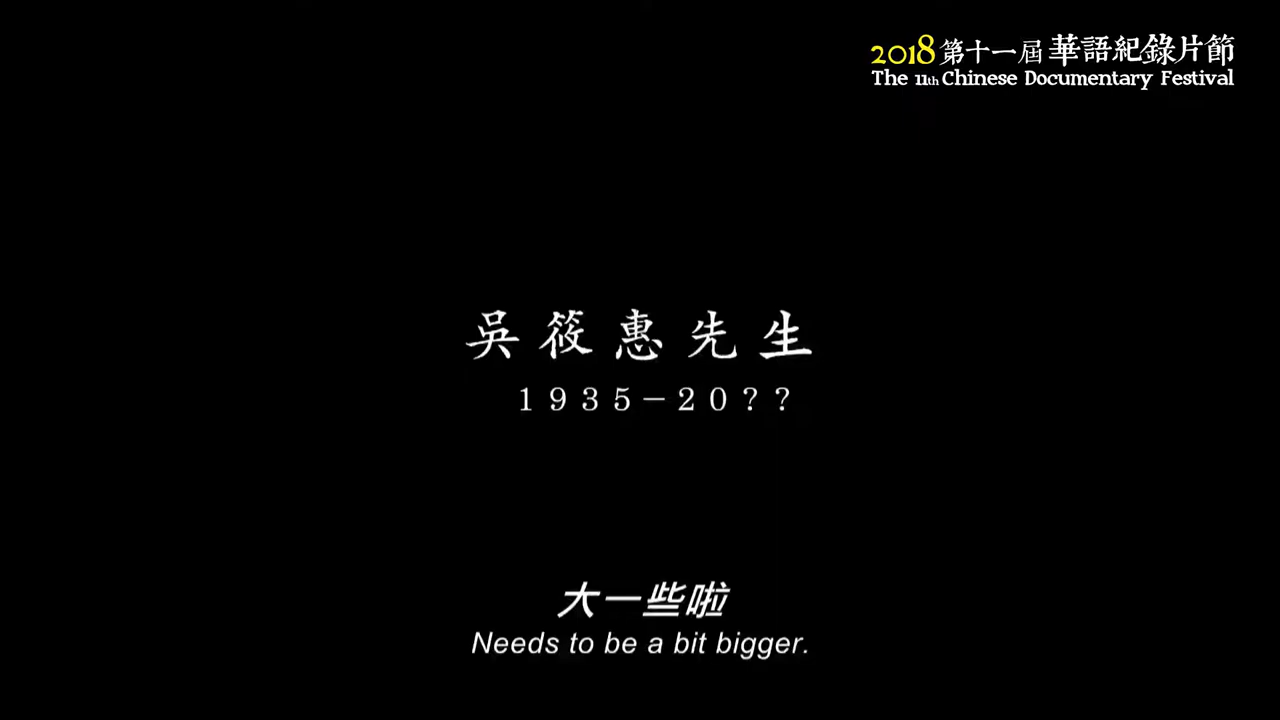 2018第十一屆華語紀錄片節
The 11th Chinese Documentary Festival
吳筱惠先生
１９３５－２０？？
大一些啦
Needs to be a bit bigger.